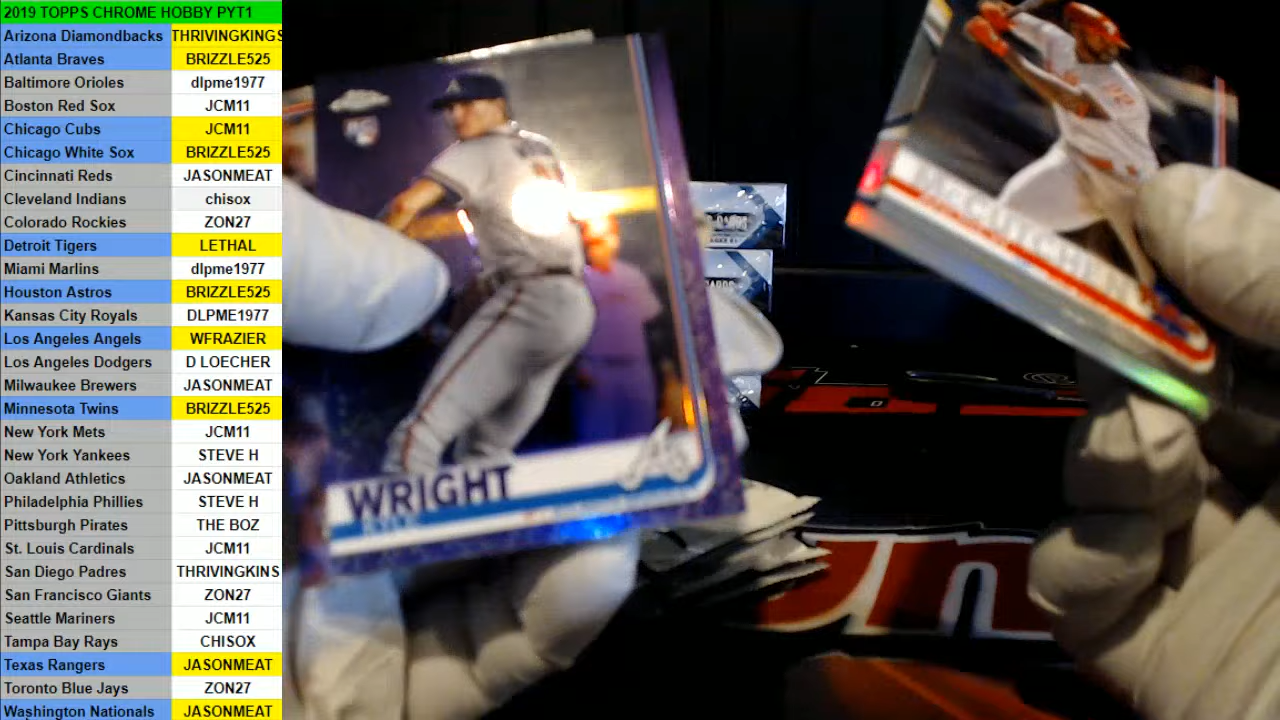 2019 TOPPS CHROME HOBBY PYT1
Arizona Diamondbacks THRIVINGKINGS
Atlanta Braves BRIZZLE525
Baltimore Orioles dlpme1977
Boston Red Sox JCM11
Chicago Cubs JCM11
Chicago White Sox BRIZZLE525
Cincinnati Reds JASONMEAT
Cleveland Indians chisox
Colorado Rockies ZON27
Detroit Tigers LETHAL
Miami Marlins dlpme1977
Houston Astros BRIZZLE525
Kansas City Royals DLPME1977
Los Angeles Angels WFRAZIER
Los Angeles Dodgers D LOECHER
Milwaukee Brewers JASONMEAT
Minnesota Twins BRIZZLE525
New York Mets JCM11
New York Yankees STEVE H
Oakland Athletics JASONMEAT
Philadelphia Phillies STEVE H
Pittsburgh Pirates THE BOZ
St. Louis Cardinals JCM11
San Diego Padres THRIVINGKINS
San Francisco Giants ZON27
Seattle Mariners JCM11
Tampa Bay Rays CHISOX
Texas Rangers JASONMEAT
Toronto Blue Jays ZON27
Washington Nationals JASONMEAT
WRIGHT
KYLE